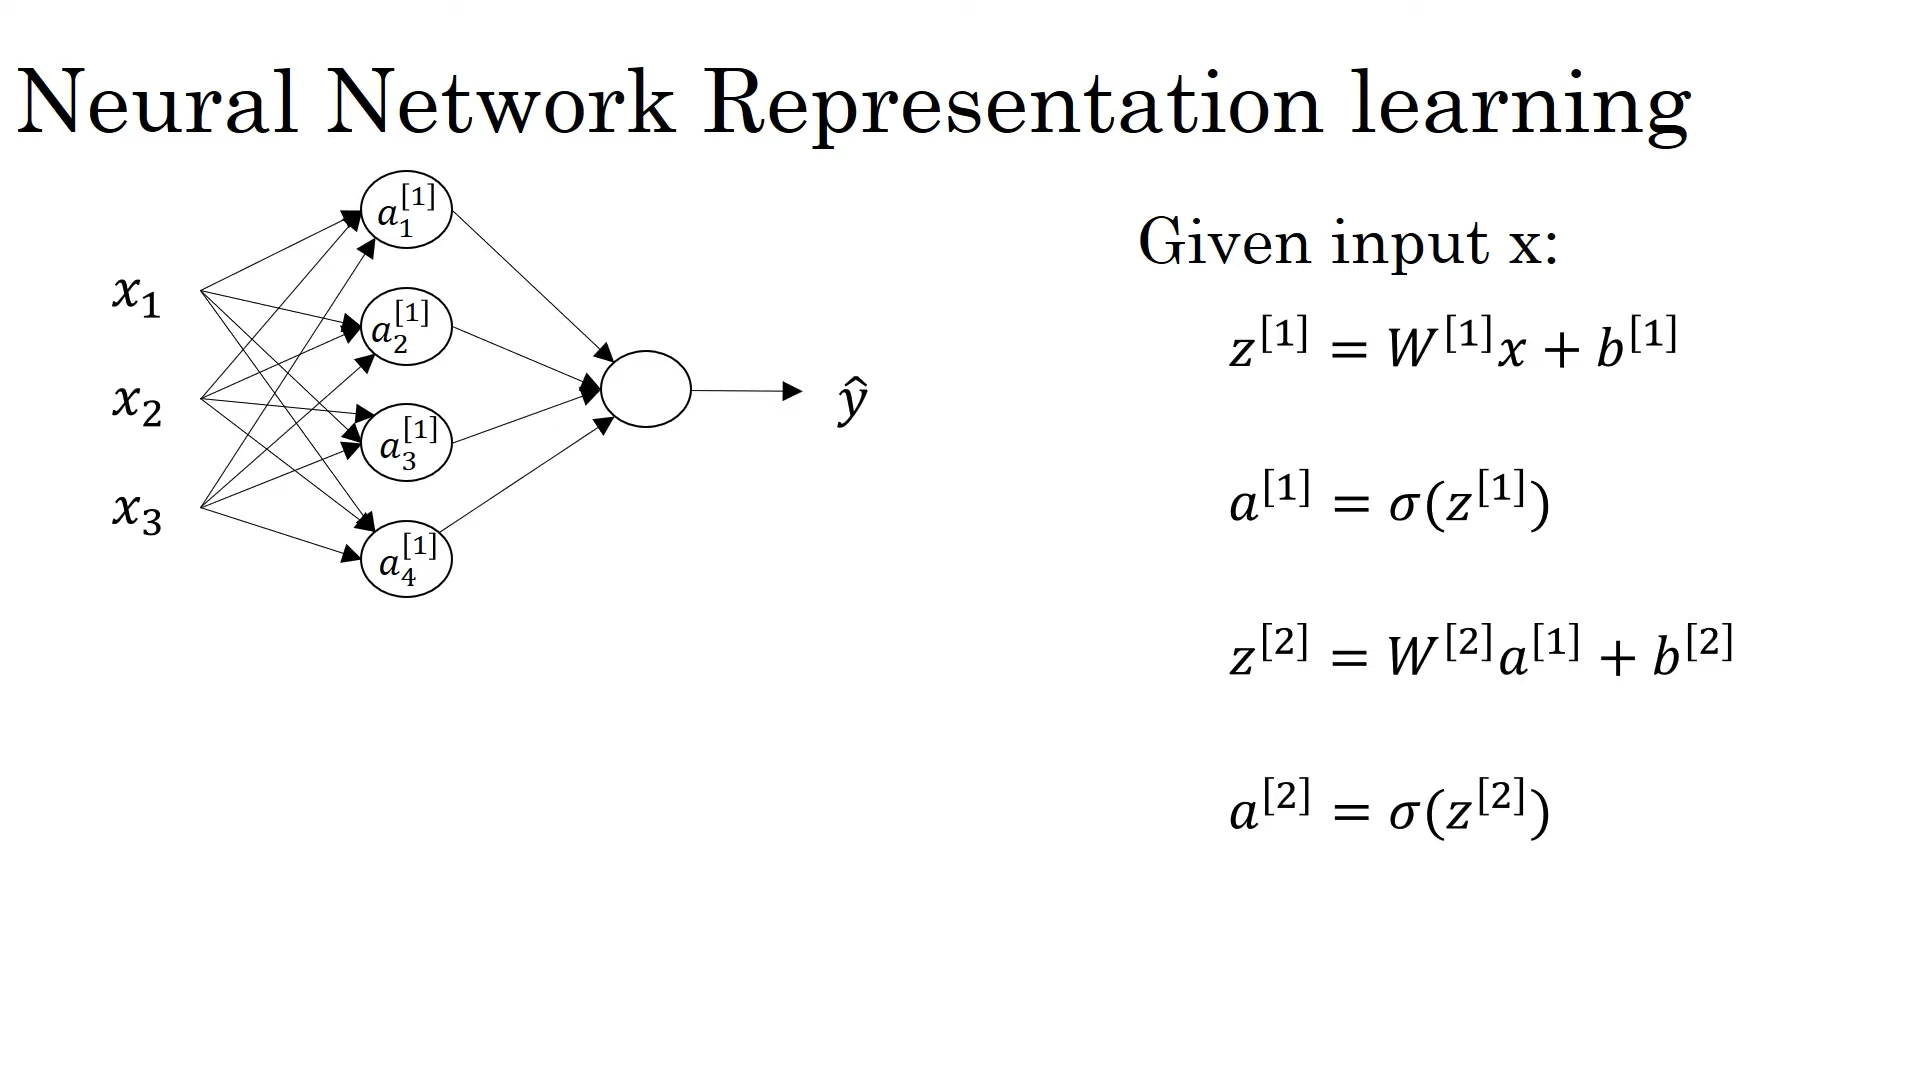 Neural Network Representation learning
x₁
x₂
x₃
a₁^[1]
a₂^[1]
a₃^[1]
a₄^[1]
ŷ
Given input x:
z^[1] = W^[1]x + b^[1]
a^[1] = σ(z^[1])
z^[2] = W^[2]a^[1] + b^[2]
a^[2] = σ(z^[2])